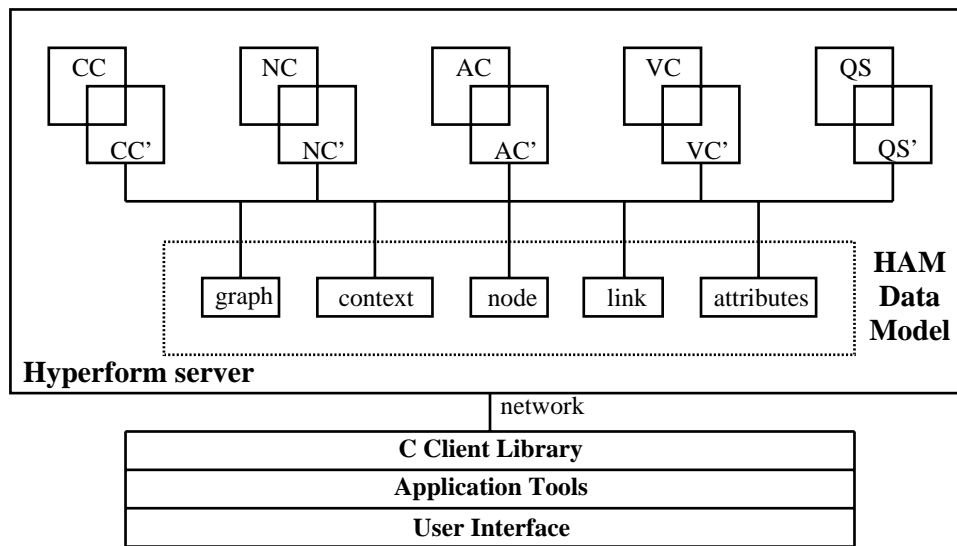 CC NC AC VC QS
CC’ NC’ AC’ VC’ QS’
HAM
Data
Model
graph context node link attributes
Hyperform server
network
C Client Library
Application Tools
User Interface